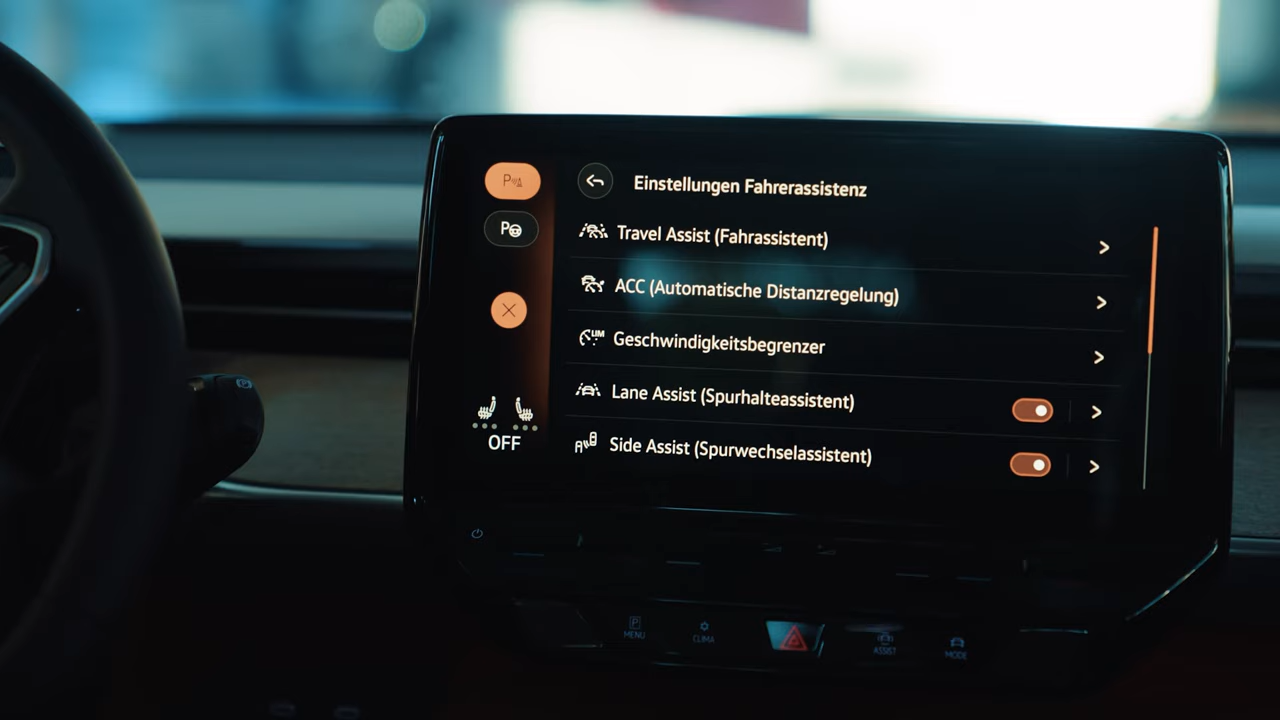 Einstellungen Fahrerassistenz
Travel Assist (Fahrassistent)
ACC (Automatische Distanzregelung)
LIM
Geschwindigkeitsbegrenzer
Lane Assist (Spurhalteassistent)
Side Assist (Spurwechselassistent)
P
P
OFF
P
MENU
CLIMA
ASSIST
MODE